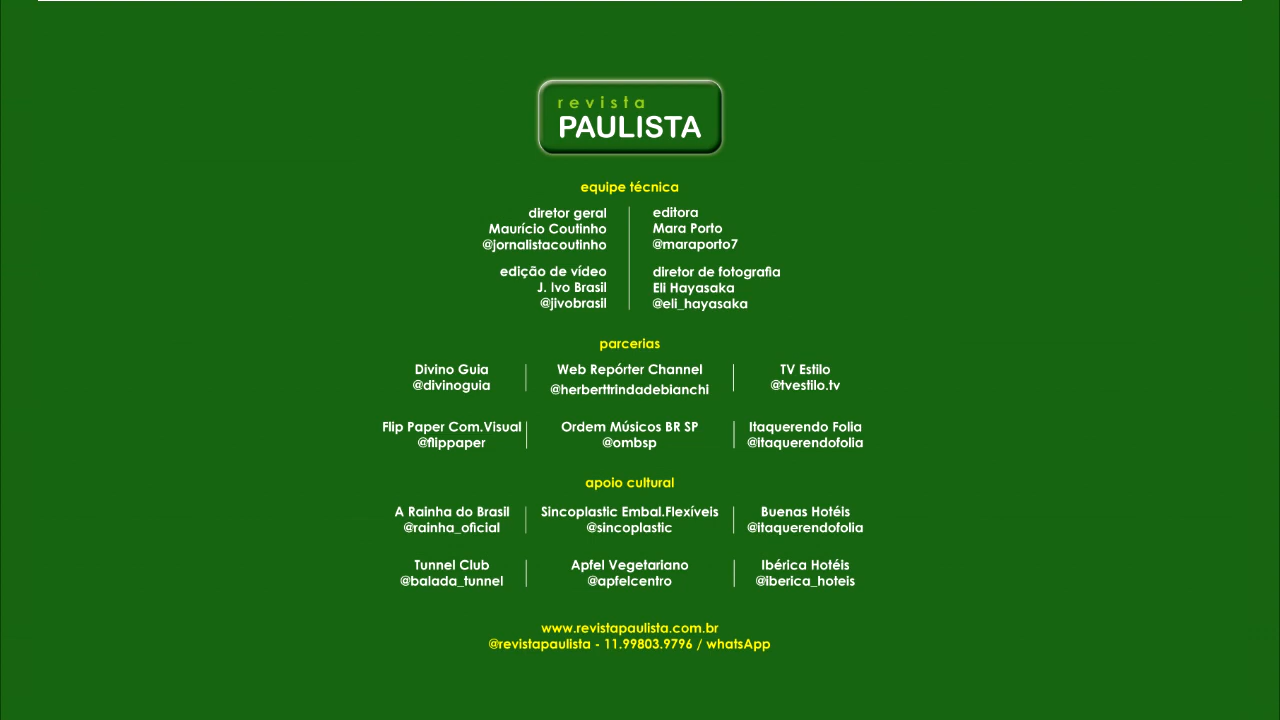 revista
PAULISTA
equipe técnica
diretor geral
Maurício Coutinho
@jornalistacoutinho
editora
Mara Porto
@maraporto7
edição de vídeo
J. Ivo Brasil
@jivobrasil
diretor de fotografia
Eli Hayasaka
@eli_hayasaka
parcerias
Divino Guia
@divinoguia
Web Repórter Channel
@herberttrindadebianchi
TV Estilo
@tvestilo.tv
Flip Paper Com.Visual
@flippaper
Ordem Músicos BR SP
@ombsp
Itaquerendo Folia
@itaquerendofolia
apoio cultural
A Rainha do Brasil
@rainha_oficial
Sincoplastic Embal.Flexíveis
@sincoplastic
Buenas Hotéis
@itaquerendofolia
Tunnel Club
@balada_tunnel
Apfel Vegetariano
@apfelcentro
Ibérica Hotéis
@iberica_hoteis
www.revistapaulista.com.br
@revistapaulista - 11.99803.9796 / whatsApp